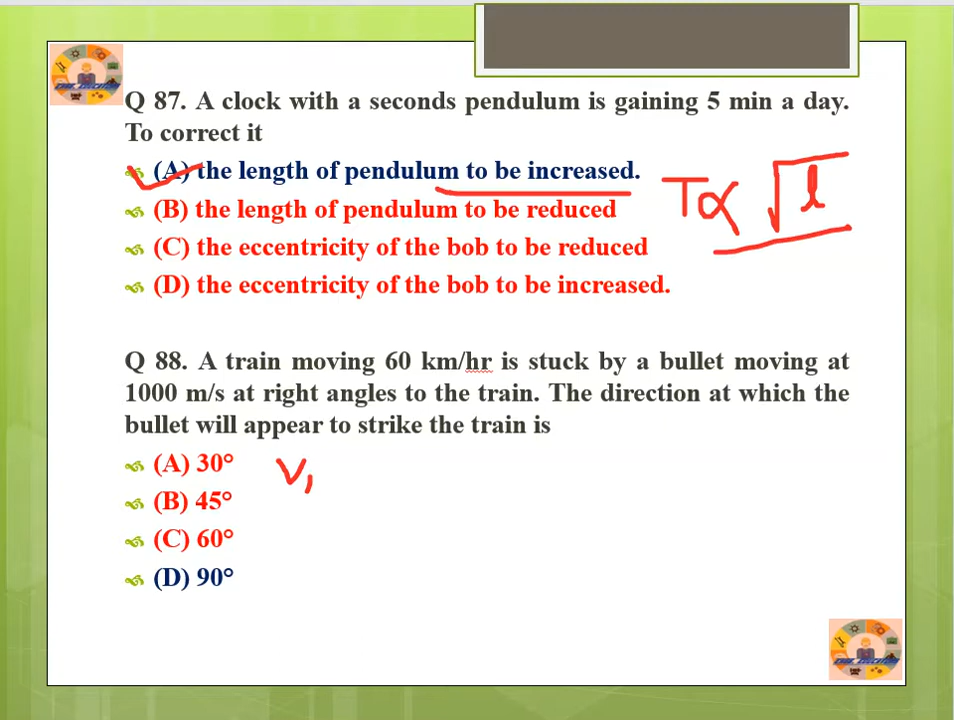 Q 87. A clock with a seconds pendulum is gaining 5 min a day.
To correct it
(A) the length of pendulum to be increased.
(B) the length of pendulum to be reduced
(C) the eccentricity of the bob to be reduced
(D) the eccentricity of the bob to be increased.
T∝ √l
Q 88. A train moving 60 km/hr is stuck by a bullet moving at
1000 m/s at right angles to the train. The direction at which the
bullet will appear to strike the train is
(A) 30°
(B) 45°
(C) 60°
(D) 90°
V,